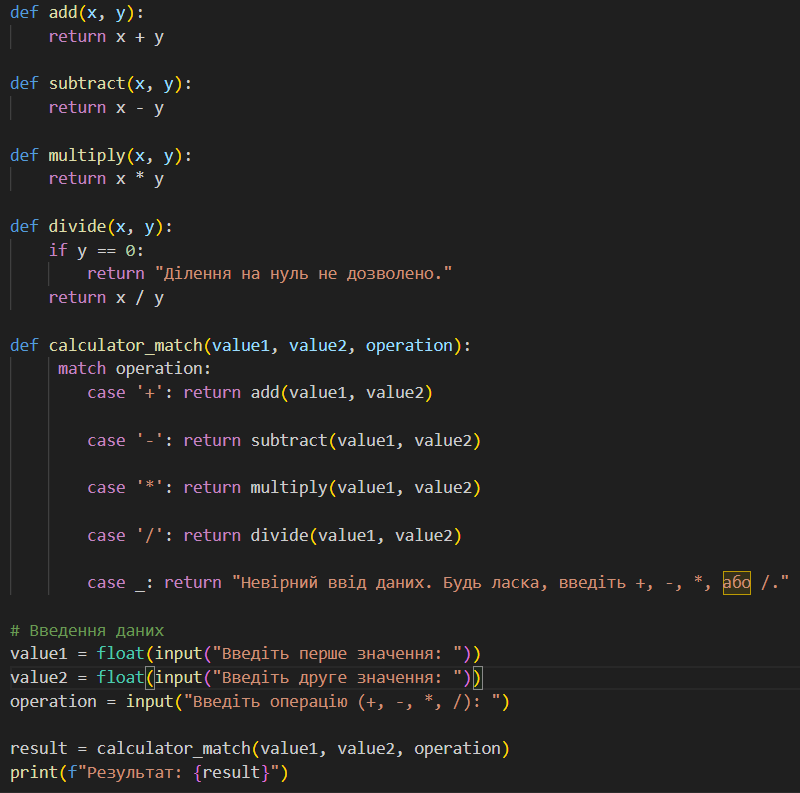 def add(x, y):
    return x + y

def subtract(x, y):
    return x - y

def multiply(x, y):
    return x * y

def divide(x, y):
    if y == 0:
        return "Ділення на нуль не дозволено."
    return x / y

def calculator_match(value1, value2, operation):
     match operation:
        case '+': return add(value1, value2)

        case '-': return subtract(value1, value2)

        case '*': return multiply(value1, value2)

        case '/': return divide(value1, value2)

        case _: return "Невірний ввід даних. Будь ласка, введіть +, -, *, або /."

# Введення даних
value1 = float(input("Введіть перше значення: "))
value2 = float(input("Введіть друге значення: "))
operation = input("Введіть операцію (+, -, *, /): ")

result = calculator_match(value1, value2, operation)
print(f"Результат: {result}")